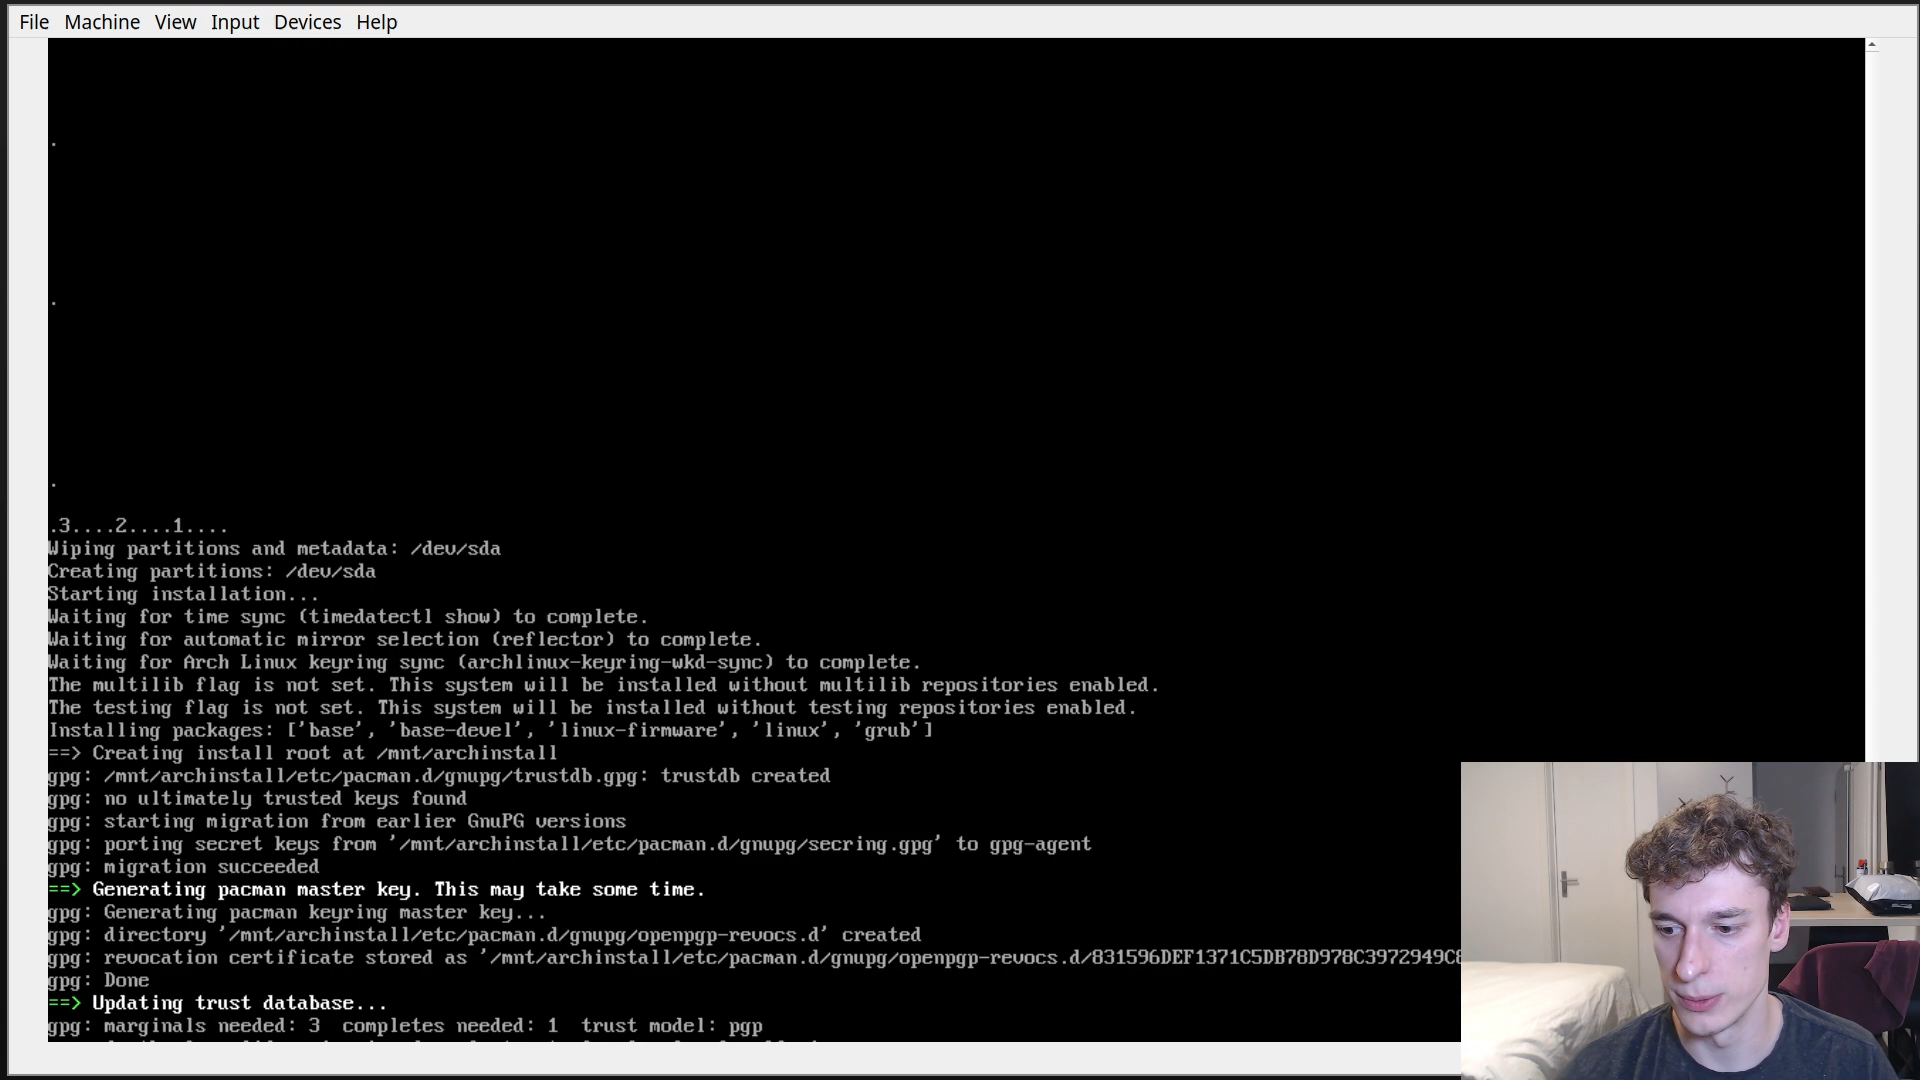 File Machine View Input Devices Help
.
.
.
.3....2....1....
Wiping partitions and metadata: /dev/sda
Creating partitions: /dev/sda
Starting installation...
Waiting for time sync (timedatectl show) to complete.
Waiting for automatic mirror selection (reflector) to complete.
Waiting for Arch Linux keyring sync (archlinux-keyring-wkd-sync) to complete.
The multilib flag is not set. This system will be installed without multilib repositories enabled.
The testing flag is not set. This system will be installed without testing repositories enabled.
Installing packages: ['base', 'base-devel', 'linux-firmware', 'linux', 'grub']
==> Creating install root at /mnt/archinstall
gpg: /mnt/archinstall/etc/pacman.d/gnupg/trustdb.gpg: trustdb created
gpg: no ultimately trusted keys found
gpg: starting migration from earlier GnuPG versions
gpg: porting secret keys from '/mnt/archinstall/etc/pacman.d/gnupg/secring.gpg' to gpg-agent
gpg: migration succeeded
==> Generating pacman master key. This may take some time.
gpg: Generating pacman keyring master key...
gpg: directory '/mnt/archinstall/etc/pacman.d/gnupg/openpgp-revocs.d' created
gpg: revocation certificate stored as '/mnt/archinstall/etc/pacman.d/gnupg/openpgp-revocs.d/831596DEF1371C5DB78D978C3972949C
gpg: Done
==> Updating trust database...
gpg: marginals needed: 3  completes needed: 1  trust model: pgp